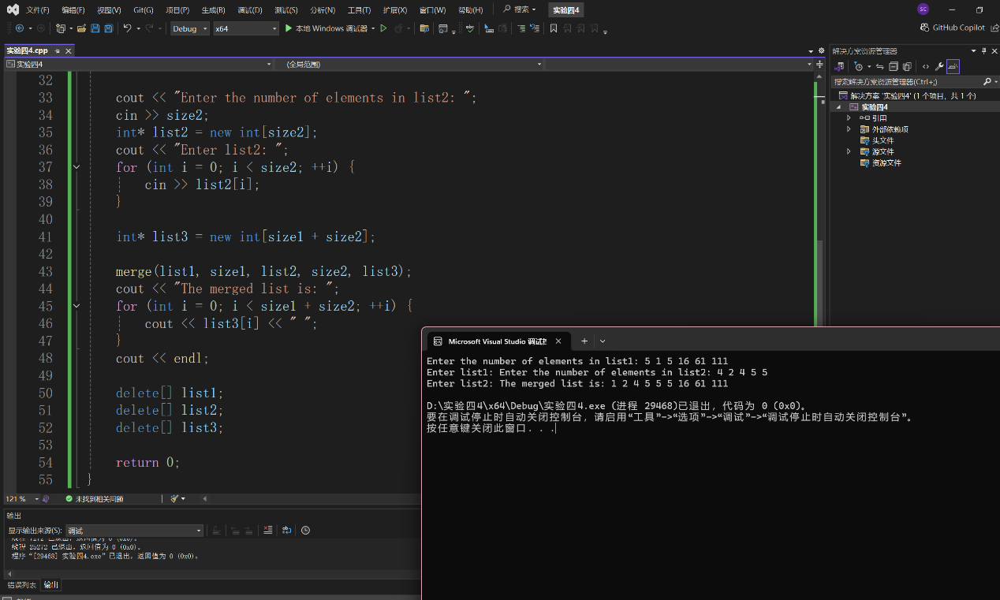 文件(F) 编辑(E) 视图(V) Git(G) 项目(P) 生成(B) 调试(D) 测试(S) 分析(N) 工具(T) 扩展(X) 窗口(W) 帮助(H) 搜索 实验四4 SC
Debug x64 本地 Windows 调试器 GitHub Copilot
实验四4.cpp
解决方案资源管理器
实验四4 (全局范围)
搜索解决方案资源管理器(Ctrl+;)
解决方案 '实验四4' (1 个项目, 共 1 个)
实验四4
引用
外部依赖项
头文件
源文件
资源文件
32
33 cout << "Enter the number of elements in list2: ";
34 cin >> size2;
35 int* list2 = new int[size2];
36 cout << "Enter list2: ";
37 for (int i = 0; i < size2; ++i) {
38 cin >> list2[i];
39 }
40
41 int* list3 = new int[size1 + size2];
42
43 merge(list1, size1, list2, size2, list3);
44 cout << "The merged list is: ";
45 for (int i = 0; i < size1 + size2; ++i) {
46 cout << list3[i] << " ";
47 }
48 cout << endl;
49
50 delete[] list1;
51 delete[] list2;
52 delete[] list3;
53
54 return 0;
55 }
121 % 未找到相关问题
输出
显示输出来源(S): 调试
线程 25272 已退出，返回值为 0 (0x0)。
程序“[29468] 实验四4.exe”已退出，返回值为 0 (0x0)。
错误列表 输出
Microsoft Visual Studio 调试控
Enter the number of elements in list1: 5 1 5 16 61 111
Enter list1: Enter the number of elements in list2: 4 2 4 5 5
Enter list2: The merged list is: 1 2 4 5 5 5 16 61 111
D:\实验四4\x64\Debug\实验四4.exe (进程 29468)已退出，代码为 0 (0x0)。
要在调试停止时自动关闭控制台，请启用“工具”->“选项”->“调试”->“调试停止时自动关闭控制台”。
按任意键关闭此窗口. . .